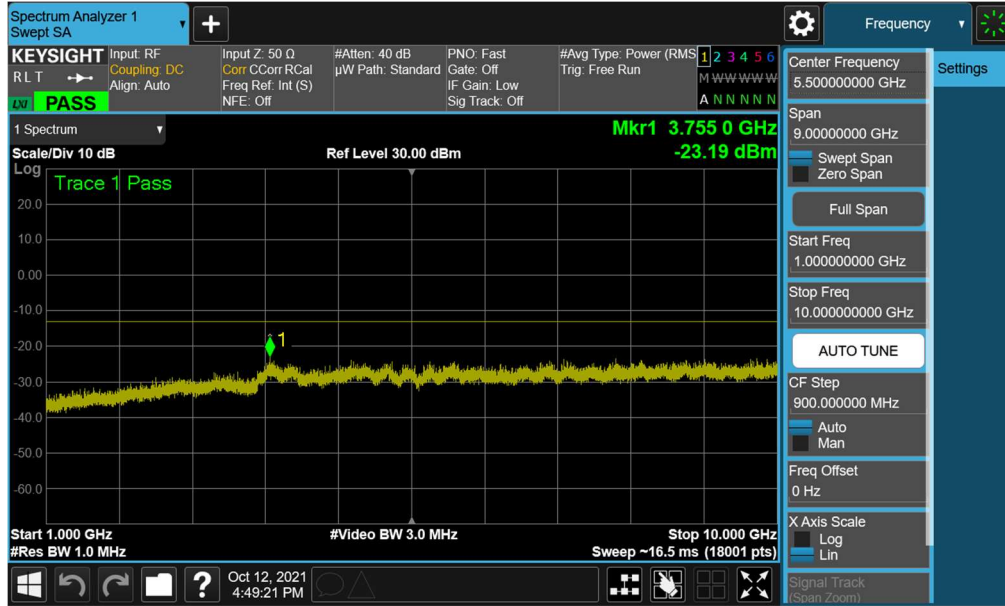 Spectrum Analyzer 1
Swept SA
Frequency
KEYSIGHT
Input: RF
Coupling: DC
Align: Auto
Input Z: 50 Ω
Corr CCorr RCal
Freq Ref: Int (S)
NFE: Off
#Atten: 40 dB
µW Path: Standard
PNO: Fast
Gate: Off
IF Gain: Low
Sig Track: Off
#Avg Type: Power (RMS
Trig: Free Run
1 2 3 4 5 6
M W W W W W
A N N N N N
R L T
LXI PASS
1 Spectrum
Scale/Div 10 dB
Ref Level 30.00 dBm
Mkr1 3.755 0 GHz
-23.19 dBm
Log
Trace 1 Pass
20.0
10.0
0.00
-10.0
1
-20.0
-30.0
-40.0
-50.0
-60.0
Start 1.000 GHz
#Video BW 3.0 MHz
Stop 10.000 GHz
#Res BW 1.0 MHz
Sweep ~16.5 ms (18001 pts)
?
Oct 12, 2021
4:49:21 PM
Center Frequency
5.500000000 GHz
Settings
Span
9.00000000 GHz
Swept Span
Zero Span
Full Span
Start Freq
1.000000000 GHz
Stop Freq
10.000000000 GHz
AUTO TUNE
CF Step
900.000000 MHz
Auto
Man
Freq Offset
0 Hz
X Axis Scale
Log
Lin
Signal Track
(Span Zoom)